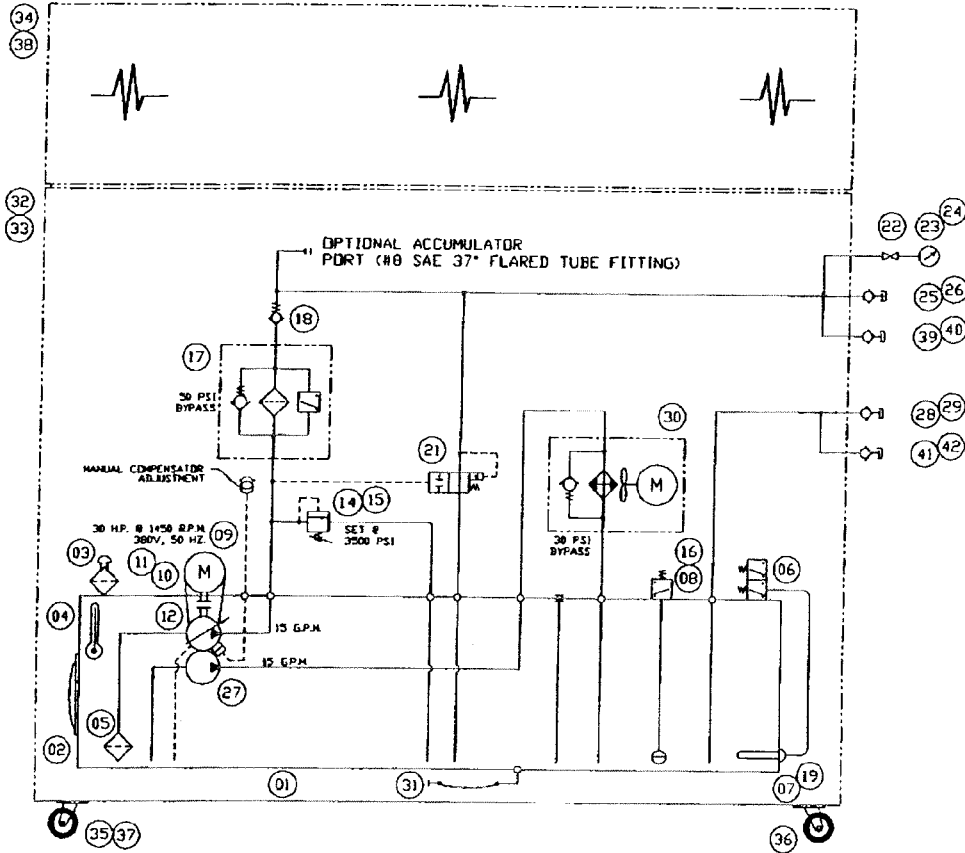 34
38
32
33
OPTIONAL ACCUMULATOR
PORT (#8 SAE 37° FLARED TUBE FITTING)
22
23
24
25
26
39
40
28
29
41
42
18
17
50 PSI
BYPASS
30
21
M
MANUAL COMPENSATOR
ADJUSTMENT
14
15
SET @
3500 PSI
30 PSI
BYPASS
30 H.P. @ 1450 R.P.M.
380V, 50 HZ.
09
03
11
10
M
16
08
06
04
12
15 G.P.M.
15 G.P.M.
27
05
02
01
31
07
19
35
37
36